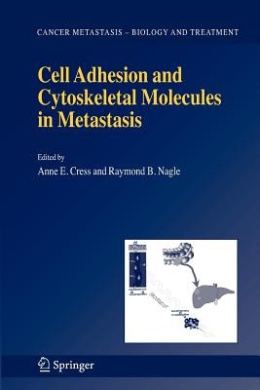 CANCER METASTASIS – BIOLOGY AND TREATMENT
Cell Adhesion and
Cytoskeletal Molecules
in Metastasis
Edited by
Anne E. Cress and Raymond B. Nagle
Springer